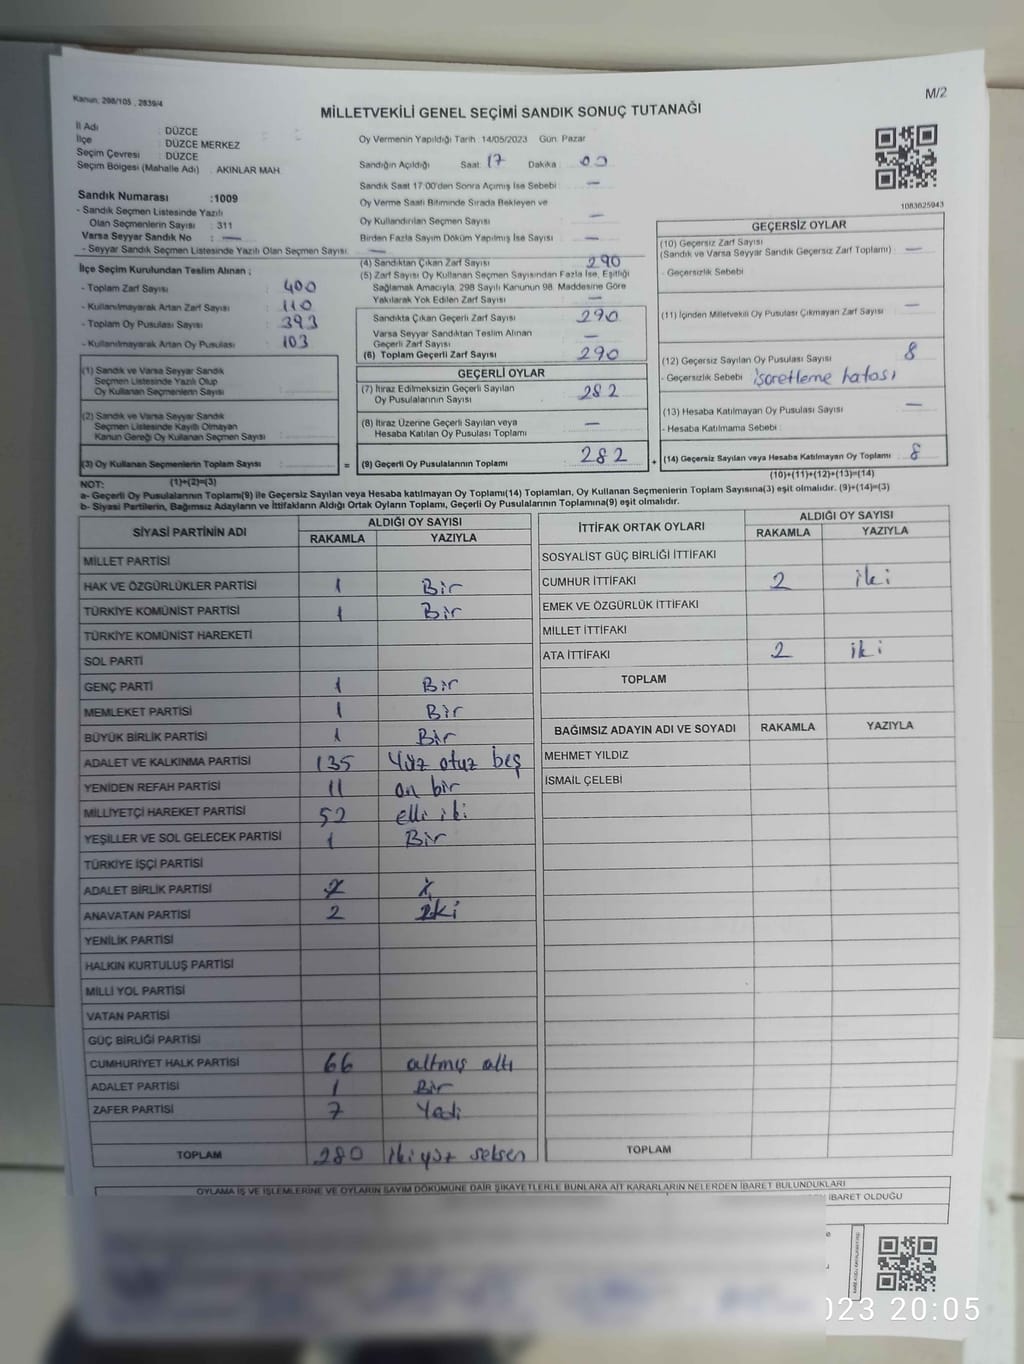 Kanun: 298/105 , 2839/4
M/2
MİLLETVEKİLİ GENEL SEÇİMİ SANDIK SONUÇ TUTANAĞI
İl Adı : DÜZCE
İlçe : DÜZCE MERKEZ
Seçim Çevresi : DÜZCE
Seçim Bölgesi (Mahalle Adı) : AKINLAR MAH
Sandık Numarası :1009
- Sandık Seçmen Listesinde Yazılı
Olan Seçmenlerin Sayısı : 311
Varsa Seyyar Sandık No : —
- Seyyar Sandık Seçmen Listesinde Yazılı Olan Seçmen Sayısı: —
İlçe Seçim Kurulundan Teslim Alınan ;
- Toplam Zarf Sayısı : 400
- Kullanılmayarak Artan Zarf Sayısı : 110
- Toplam Oy Pusulası Sayısı : 393
- Kullanılmayarak Artan Oy Pusulası : 103
(1) Sandık ve Varsa Seyyar Sandık
Seçmen Listesinde Yazılı Olup
Oy Kullanan Seçmenlerin Sayısı :
(2) Sandık ve Varsa Seyyar Sandık
Seçmen Listesinde Kayıtlı Olmayan
Kanun Gereği Oy Kullanan Seçmen Sayısı :
(3) Oy Kullanan Seçmenlerin Toplam Sayısı :
Oy Vermenin Yapıldığı Tarih 14/05/2023 Gün: Pazar
Sandığın Açıldığı Saat: 17 Dakika : 00
Sandık Saat 17:00'den Sonra Açılmış İse Sebebi : —
Oy Verme Saati Bitiminde Sırada Bekleyen ve
Oy Kullandırılan Seçmen Sayısı : —
Birden Fazla Sayım Döküm Yapılmış İse Sayısı : —
(4) Sandıktan Çıkan Zarf Sayısı : 290
(5) Zarf Sayısı Oy Kullanan Seçmen Sayısından Fazla İse, Eşitliği
Sağlamak Amacıyla, 298 Sayılı Kanunun 98. Maddesine Göre
Yakılarak Yok Edilen Zarf Sayısı : —
Sandıkta Çıkan Geçerli Zarf Sayısı : 290
Varsa Seyyar Sandıktan Teslim Alınan
Geçerli Zarf Sayısı : —
(6) Toplam Geçerli Zarf Sayısı : 290
GEÇERLİ OYLAR
(7) İtiraz Edilmeksizin Geçerli Sayılan
Oy Pusulalarının Sayısı : 282
(8) İtiraz Üzerine Geçerli Sayılan veya
Hesaba Katılan Oy Pusulası Toplamı : —
= (9) Geçerli Oy Pusulalarının Toplamı : 282 +
1083625943
GEÇERSİZ OYLAR
(10) Geçersiz Zarf Sayısı
(Sandık ve Varsa Seyyar Sandık Geçersiz Zarf Toplamı) : —
- Geçersizlik Sebebi :
(11) İçinden Milletvekili Oy Pusulası Çıkmayan Zarf Sayısı : —
(12) Geçersiz Sayılan Oy Pusulası Sayısı : 8
- Geçersizlik Sebebi : işaretleme hatası
(13) Hesaba Katılmayan Oy Pusulası Sayısı : —
- Hesaba Katılmama Sebebi :
(14) Geçersiz Sayılan veya Hesaba Katılmayan Oy Toplamı : 8
NOT: (1)+(2)=(3)
(10)+(11)+(12)+(13)=(14)
a- Geçerli Oy Pusulalarının Toplamı(9) ile Geçersiz Sayılan veya Hesaba katılmayan Oy Toplamı(14) Toplamları, Oy Kullanan Seçmenlerin Toplam Sayısına(3) eşit olmalıdır. (9)+(14)=(3)
b- Siyasi Partilerin, Bağımsız Adayların ve İttifakların Aldığı Ortak Oyların Toplamı, Geçerli Oy Pusulalarının Toplamına(9) eşit olmalıdır.
SİYASİ PARTİNİN ADI ALDIĞI OY SAYISI
RAKAMLA YAZIYLA
MİLLET PARTİSİ
HAK VE ÖZGÜRLÜKLER PARTİSİ 1 Bir
TÜRKİYE KOMÜNİST PARTİSİ 1 Bir
TÜRKİYE KOMÜNİST HAREKETİ
SOL PARTİ
GENÇ PARTİ 1 Bir
MEMLEKET PARTİSİ 1 Bir
BÜYÜK BİRLİK PARTİSİ 1 Bir
ADALET VE KALKINMA PARTİSİ 135 Yüz otuz beş
YENİDEN REFAH PARTİSİ 11 on bir
MİLLİYETÇİ HAREKET PARTİSİ 52 elli iki
YEŞİLLER VE SOL GELECEK PARTİSİ 1 Bir
TÜRKİYE İŞÇİ PARTİSİ
ADALET BİRLİK PARTİSİ
ANAVATAN PARTİSİ 2 iki
YENİLİK PARTİSİ
HALKIN KURTULUŞ PARTİSİ
MİLLİ YOL PARTİSİ
VATAN PARTİSİ
GÜÇ BİRLİĞİ PARTİSİ
CUMHURİYET HALK PARTİSİ 66 altmış altı
ADALET PARTİSİ 1 Bir
ZAFER PARTİSİ 7 Yedi
TOPLAM 280 iki yüz seksen
İTTİFAK ORTAK OYLARI ALDIĞI OY SAYISI
RAKAMLA YAZIYLA
SOSYALİST GÜÇ BİRLİĞİ İTTİFAKI
CUMHUR İTTİFAKI 2 iki
EMEK VE ÖZGÜRLÜK İTTİFAKI
MİLLET İTTİFAKI
ATA İTTİFAKI 2 iki
TOPLAM
BAĞIMSIZ ADAYIN ADI VE SOYADI RAKAMLA YAZIYLA
MEHMET YILDIZ
İSMAİL ÇELEBİ
TOPLAM
OYLAMA İŞ VE İŞLEMLERİNE VE OYLARIN SAYIM DÖKÜMÜNE DAİR ŞİKAYETLERLE BUNLARA AİT KARARLARIN NELERDEN İBARET BULUNDUKLARI
İBARET OLDUĞU
023 20:05